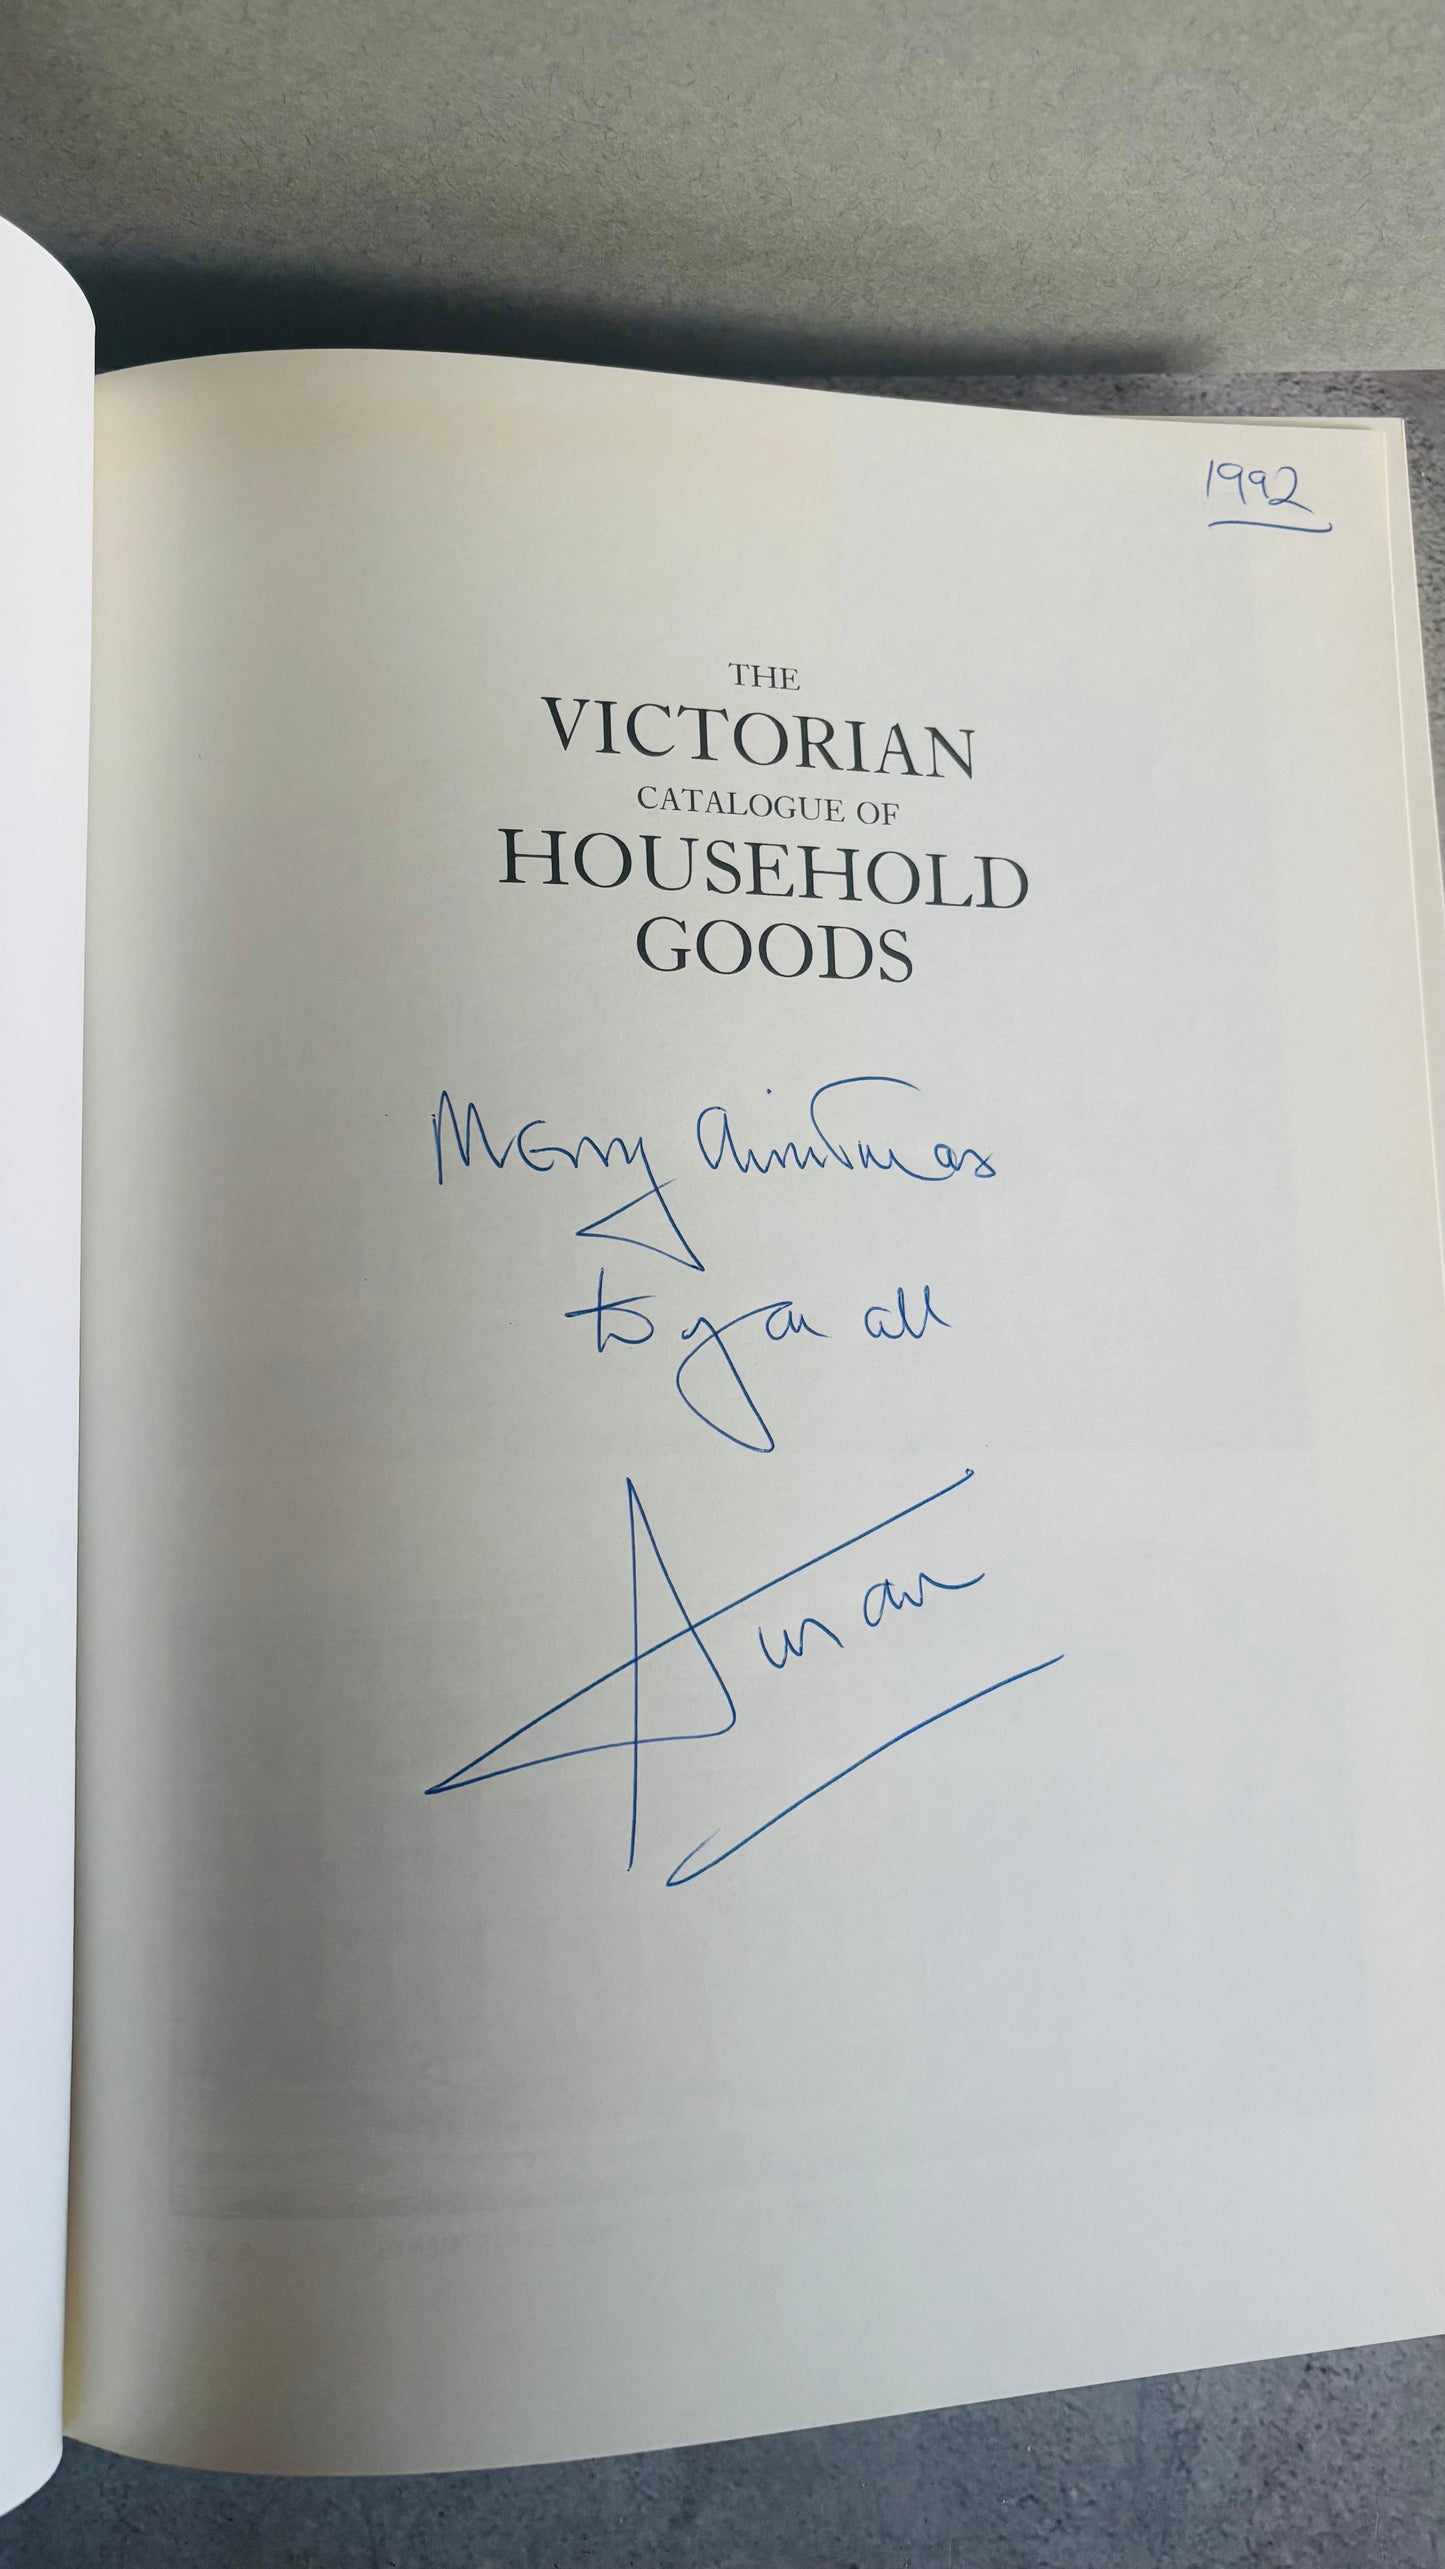 1992
THE
VICTORIAN
CATALOGUE OF
HOUSEHOLD
GOODS
Merry Christmas
to you all